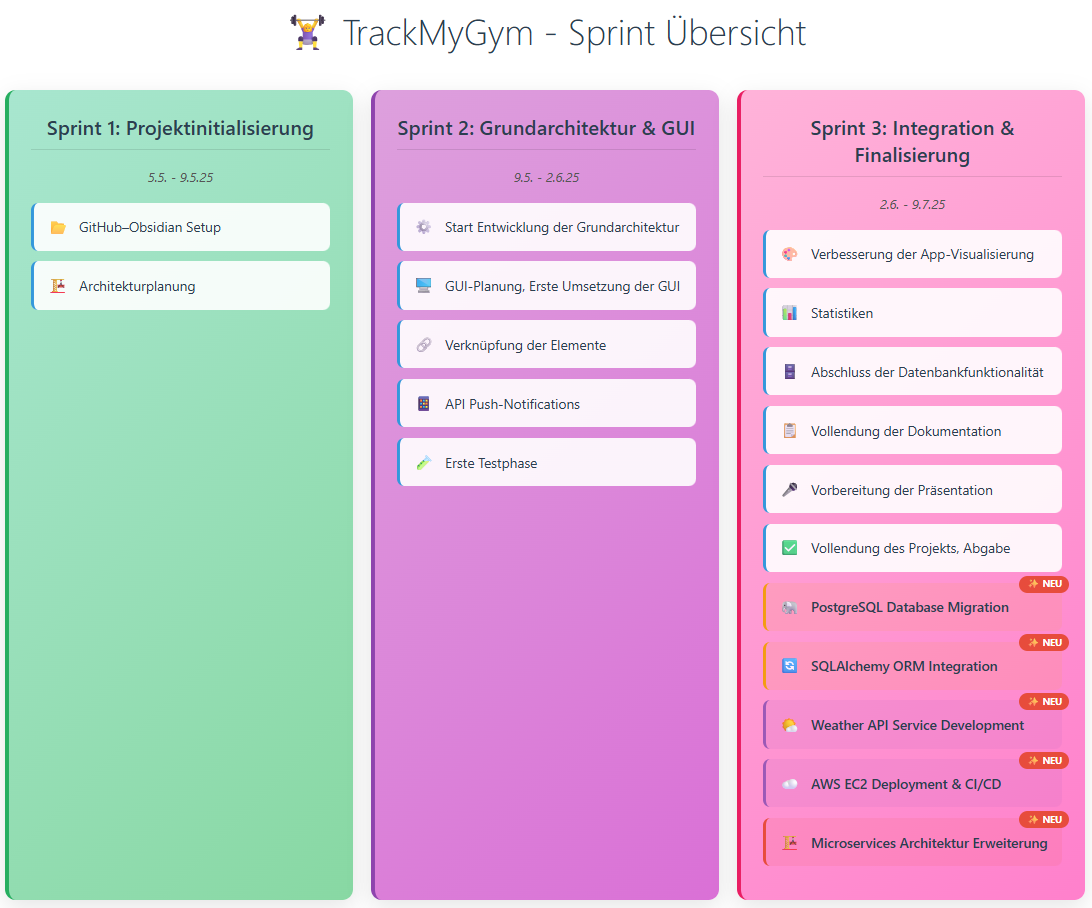 TrackMyGym - Sprint Übersicht
Sprint 1: Projektinitialisierung
5.5. - 9.5.25
GitHub–Obsidian Setup
Architekturplanung
Sprint 2: Grundarchitektur & GUI
9.5. - 2.6.25
Start Entwicklung der Grundarchitektur
GUI-Planung, Erste Umsetzung der GUI
Verknüpfung der Elemente
API Push-Notifications
Erste Testphase
Sprint 3: Integration &
Finalisierung
2.6. - 9.7.25
Verbesserung der App-Visualisierung
Statistiken
Abschluss der Datenbankfunktionalität
Vollendung der Dokumentation
Vorbereitung der Präsentation
Vollendung des Projekts, Abgabe
✨ NEU
PostgreSQL Database Migration
✨ NEU
SQLAlchemy ORM Integration
✨ NEU
Weather API Service Development
✨ NEU
AWS EC2 Deployment & CI/CD
✨ NEU
Microservices Architektur Erweiterung